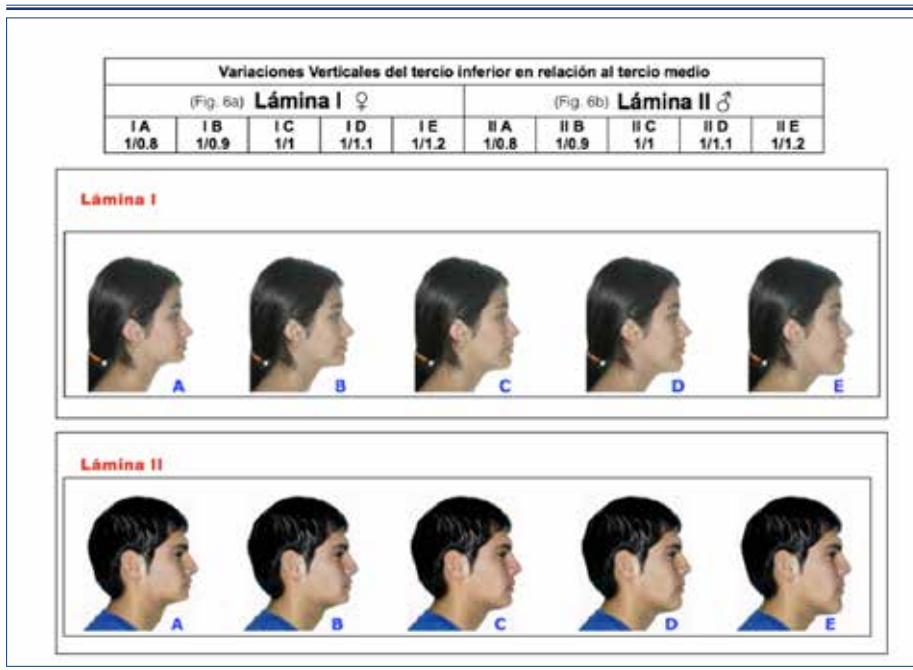 Variaciones Verticales del tercio inferior en relación al tercio medio
(Fig. 6a) Lámina I ♀ (Fig. 6b) Lámina II ♂
I A I B I C I D I E II A II B II C II D II E
1/0.8 1/0.9 1/1 1/1.1 1/1.2 1/0.8 1/0.9 1/1 1/1.1 1/1.2
Lámina I
A B C D E
Lámina II
A B C D E